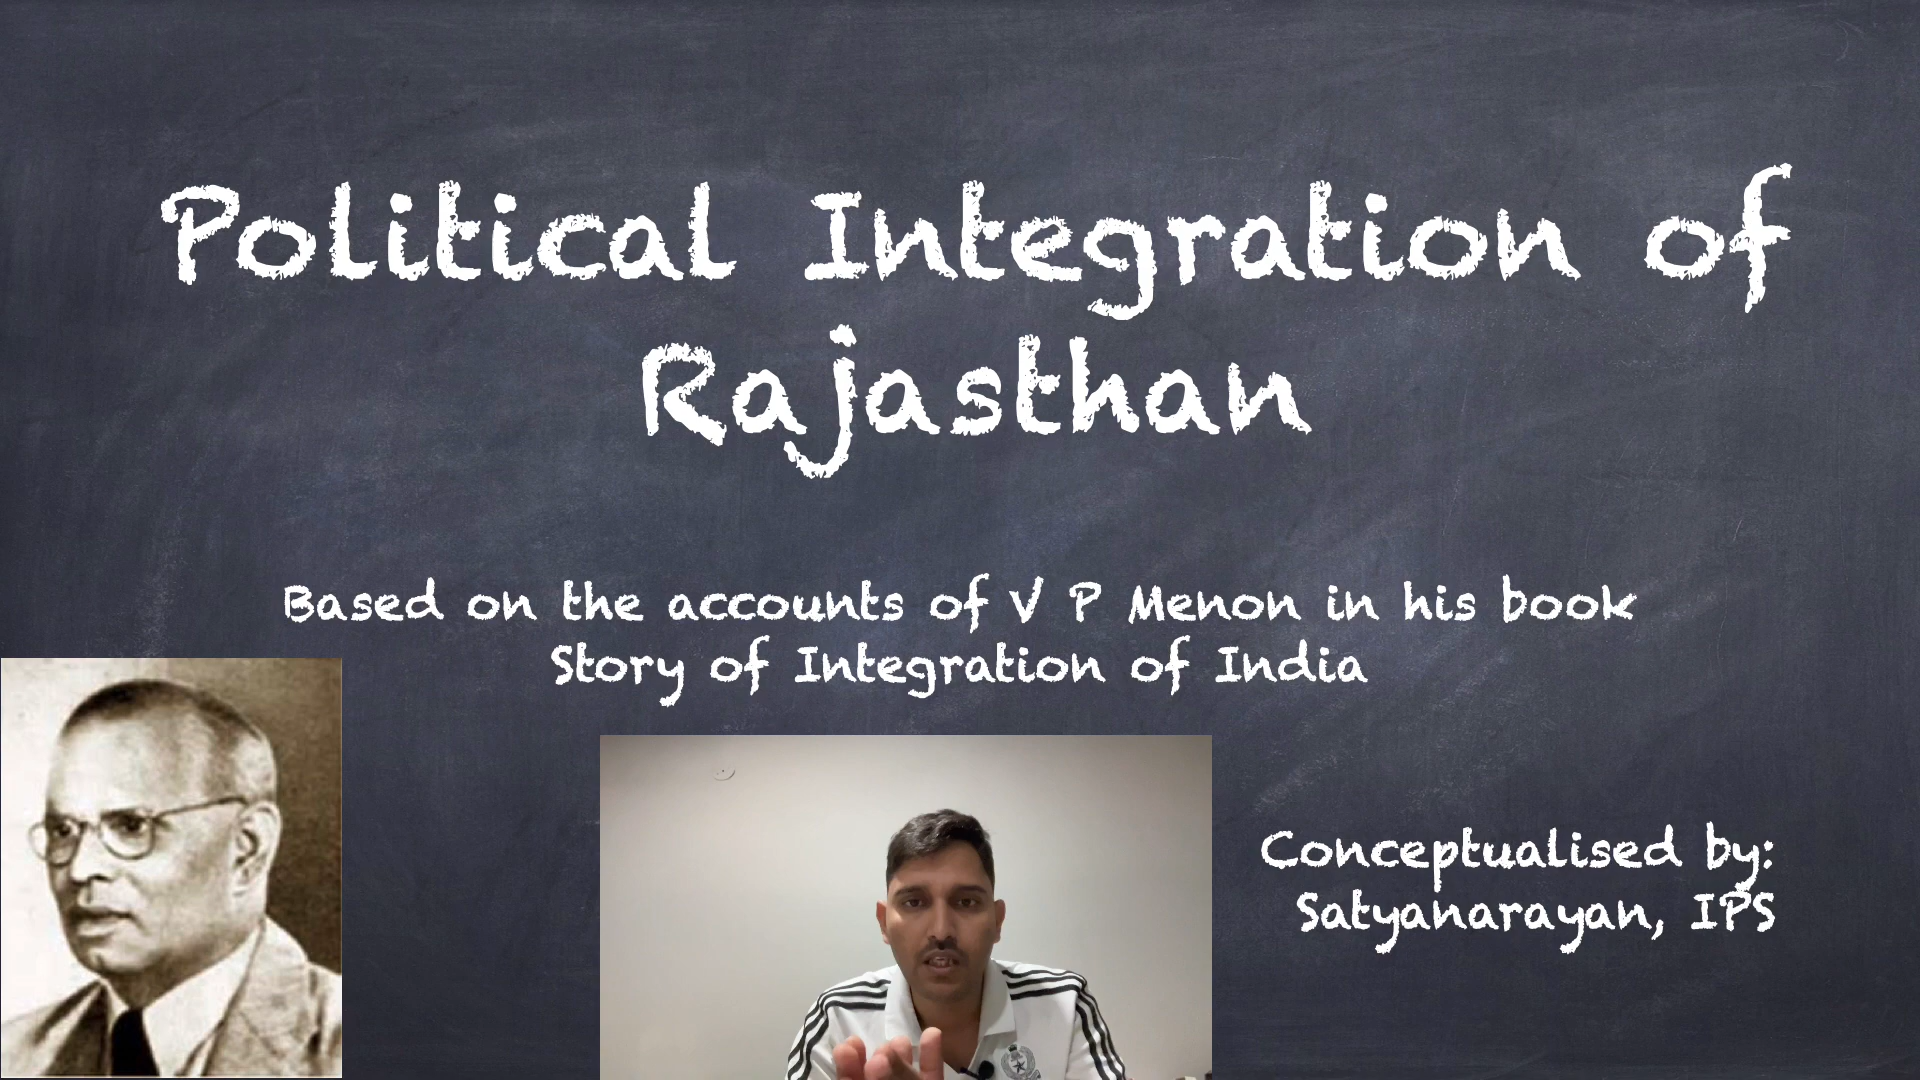 Political Integration of
Rajasthan
Based on the accounts of V P Menon in his book
Story of Integration of India
Conceptualised by:
Satyanarayan, IPS